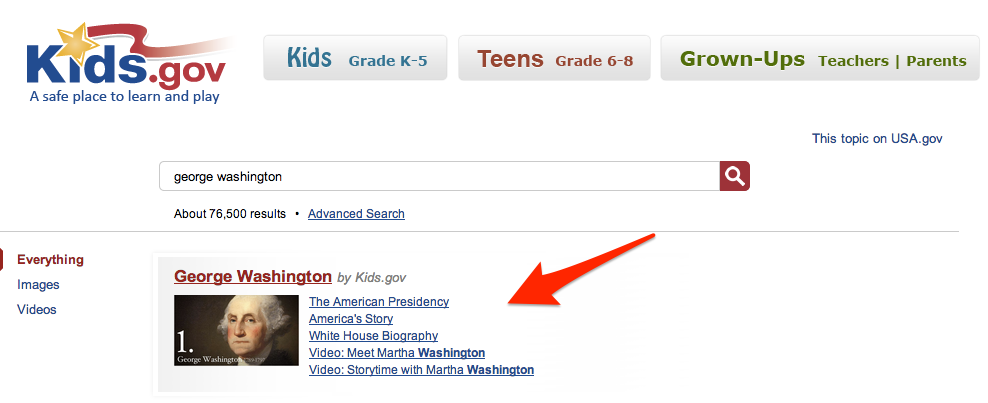 Kids.gov
A safe place to learn and play
Kids Grade K-5
Teens Grade 6-8
Grown-Ups Teachers | Parents
This topic on USA.gov
george washington
About 76,500 results • Advanced Search
Everything
Images
Videos
George Washington by Kids.gov
1.
George Washington 1789-1797
The American Presidency
America's Story
White House Biography
Video: Meet Martha Washington
Video: Storytime with Martha Washington